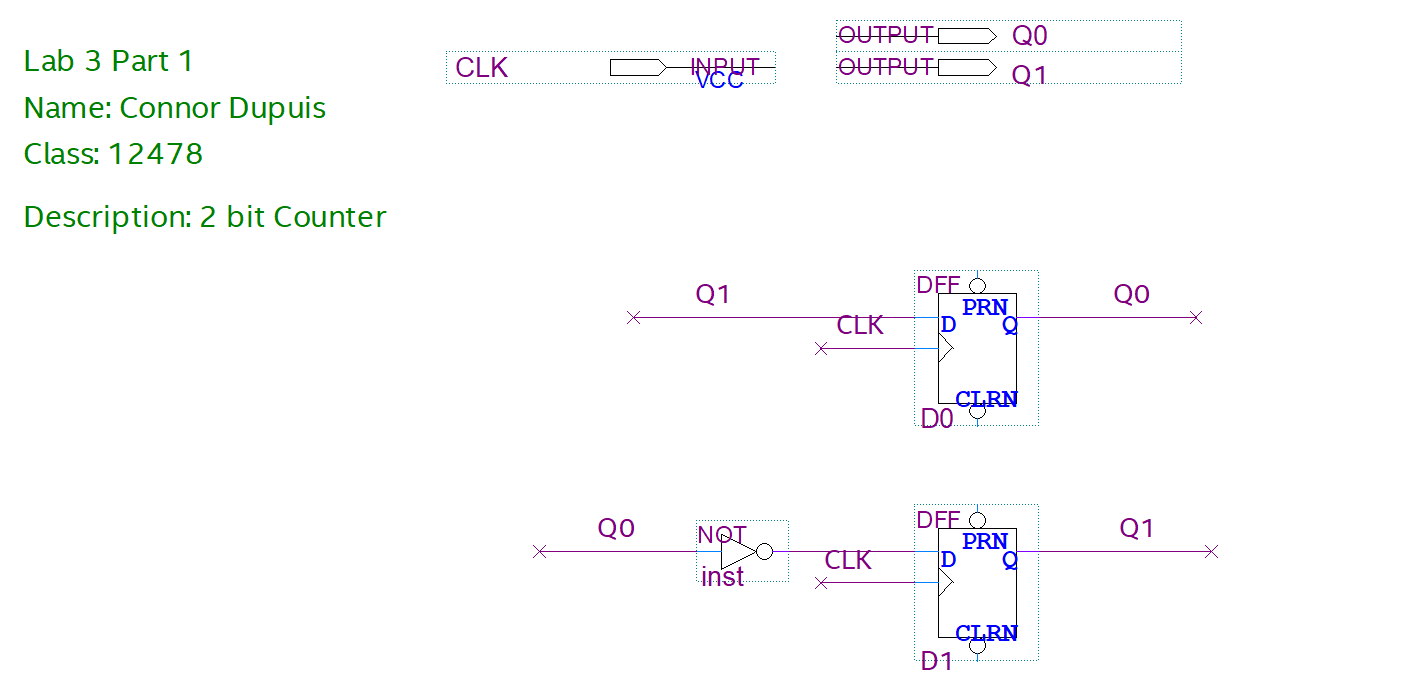 Lab 3 Part 1
Name: Connor Dupuis
Class: 12478
Description: 2 bit Counter
CLK
INPUT
VCC
OUTPUT
Q0
OUTPUT
Q1
Q1
CLK
DFF
PRN
D
Q
CLRN
D0
Q0
Q0
NOT
inst
CLK
DFF
PRN
D
Q
CLRN
D1
Q1